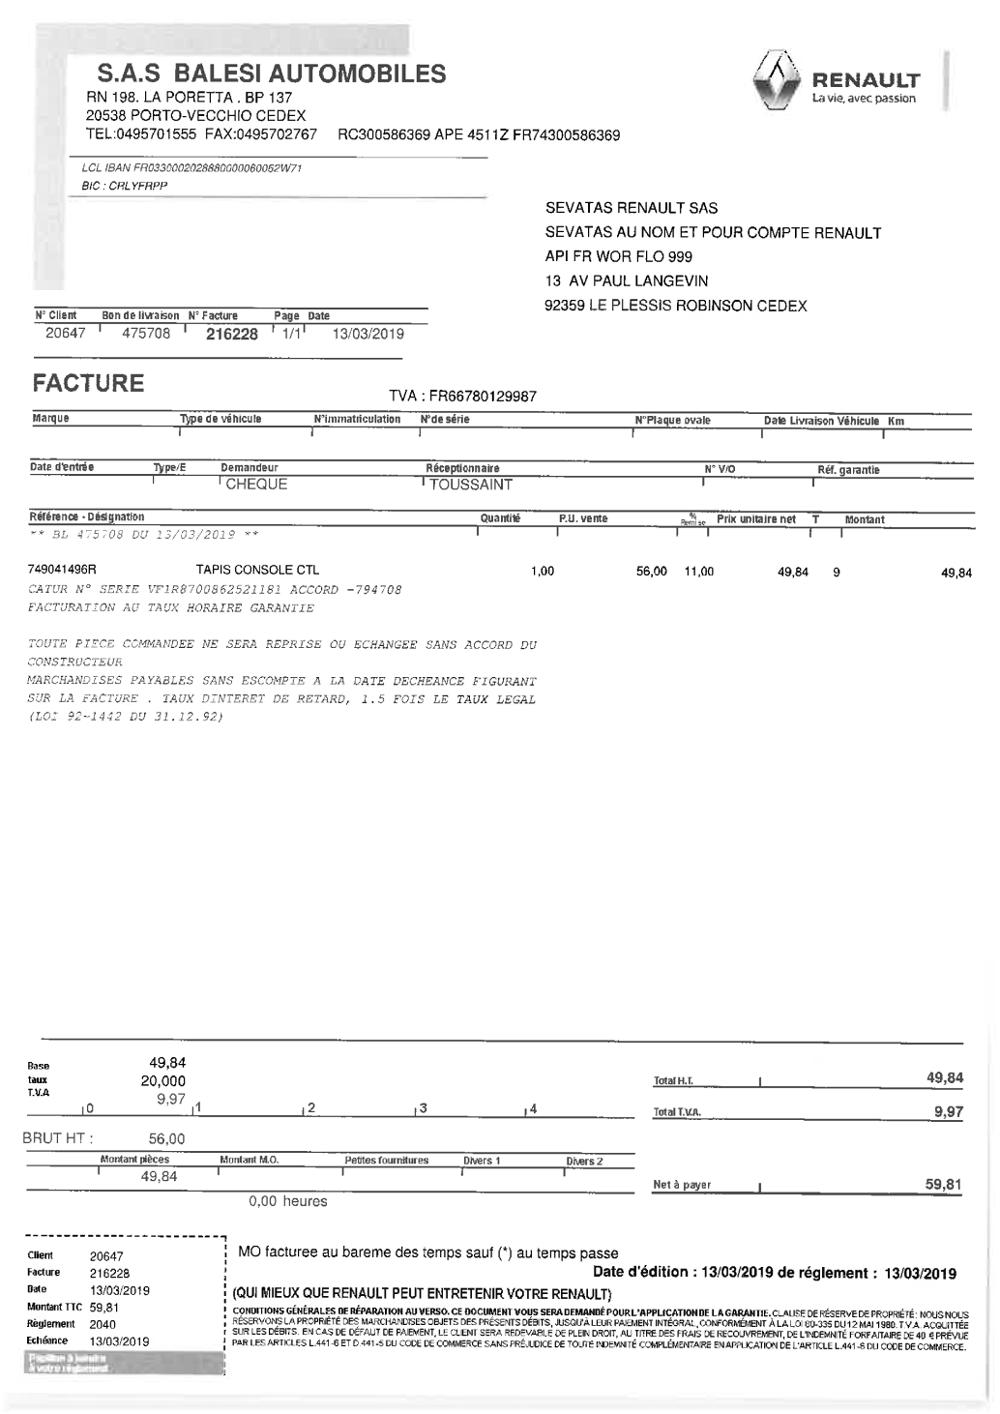 S.A.S BALESI AUTOMOBILES
RN 198. LA PORETTA . BP 137
20538 PORTO-VECCHIO CEDEX
TEL:0495701555 FAX:0495702767 RC300586369 APE 4511Z FR74300586369
RENAULT
La vie, avec passion
LCL IBAN FR0330002028880000060052W71
BIC : CRLYFRPP
SEVATAS RENAULT SAS
SEVATAS AU NOM ET POUR COMPTE RENAULT
API FR WOR FLO 999
13 AV PAUL LANGEVIN
92359 LE PLESSIS ROBINSON CEDEX
N° Client Bon de livraison N° Facture Page Date
20647 475708 216228 1/1 13/03/2019
FACTURE
TVA : FR66780129987
Marque Type de véhicule N°immatriculation N°de série N°Plaque ovale Date Livraison Véhicule Km
Date d'entrée Type/E Demandeur Réceptionnaire N° V/O Réf. garantie
CHEQUE TOUSSAINT
Référence - Désignation Quantité P.U. vente % Remise Prix unitaire net T Montant
** BL 475708 DU 13/03/2019 **
749041496R TAPIS CONSOLE CTL 1,00 56,00 11,00 49,84 9 49,84
CATUR N° SERIE VF1R8700862521181 ACCORD -794708
FACTURATION AU TAUX HORAIRE GARANTIE
TOUTE PIECE COMMANDEE NE SERA REPRISE OU ECHANGEE SANS ACCORD DU
CONSTRUCTEUR
MARCHANDISES PAYABLES SANS ESCOMPTE A LA DATE DECHEANCE FIGURANT
SUR LA FACTURE . TAUX DINTERET DE RETARD, 1.5 FOIS LE TAUX LEGAL
(LOI 92-1442 DU 31.12.92)
Base 49,84
taux 20,000
T.V.A 9,97
0 1 2 3 4
Total H.T. 49,84
Total T.V.A. 9,97
BRUT HT : 56,00
Montant pièces Montant M.O. Petites fournitures Divers 1 Divers 2
49,84
Net à payer 59,81
0,00 heures
Client 20647
Facture 216228
Date 13/03/2019
Montant TTC 59,81
Règlement 2040
Echéance 13/03/2019
Papillon à joindre
à votre règlement
MO facturee au bareme des temps sauf (*) au temps passe
Date d'édition : 13/03/2019 de réglement : 13/03/2019
(QUI MIEUX QUE RENAULT PEUT ENTRETENIR VOTRE RENAULT)
CONDITIONS GÉNÉRALES DE RÉPARATION AU VERSO. CE DOCUMENT VOUS SERA DEMANDÉ POUR L'APPLICATION DE LA GARANTIE. CLAUSE DE RÉSERVE DE PROPRIÉTÉ : NOUS NOUS
RÉSERVONS LA PROPRIÉTÉ DES MARCHANDISES OBJETS DES PRÉSENTS DÉBITS, JUSQU'À LEUR PAIEMENT INTÉGRAL, CONFORMÉMENT À LA LOI 80-335 DU 12 MAI 1980. T.V.A. ACQUITTÉE
SUR LES DÉBITS. EN CAS DE DÉFAUT DE PAIEMENT, LE CLIENT SERA REDEVABLE DE PLEIN DROIT, AU TITRE DES FRAIS DE RECOUVREMENT, DE L'INDEMNITÉ FORFAITAIRE DE 40 € PRÉVUE
PAR LES ARTICLES L.441-6 ET D.441-5 DU CODE DE COMMERCE SANS PRÉJUDICE DE TOUTE INDEMNITÉ COMPLÉMENTAIRE EN APPLICATION DE L'ARTICLE L.441-6 DU CODE DE COMMERCE.